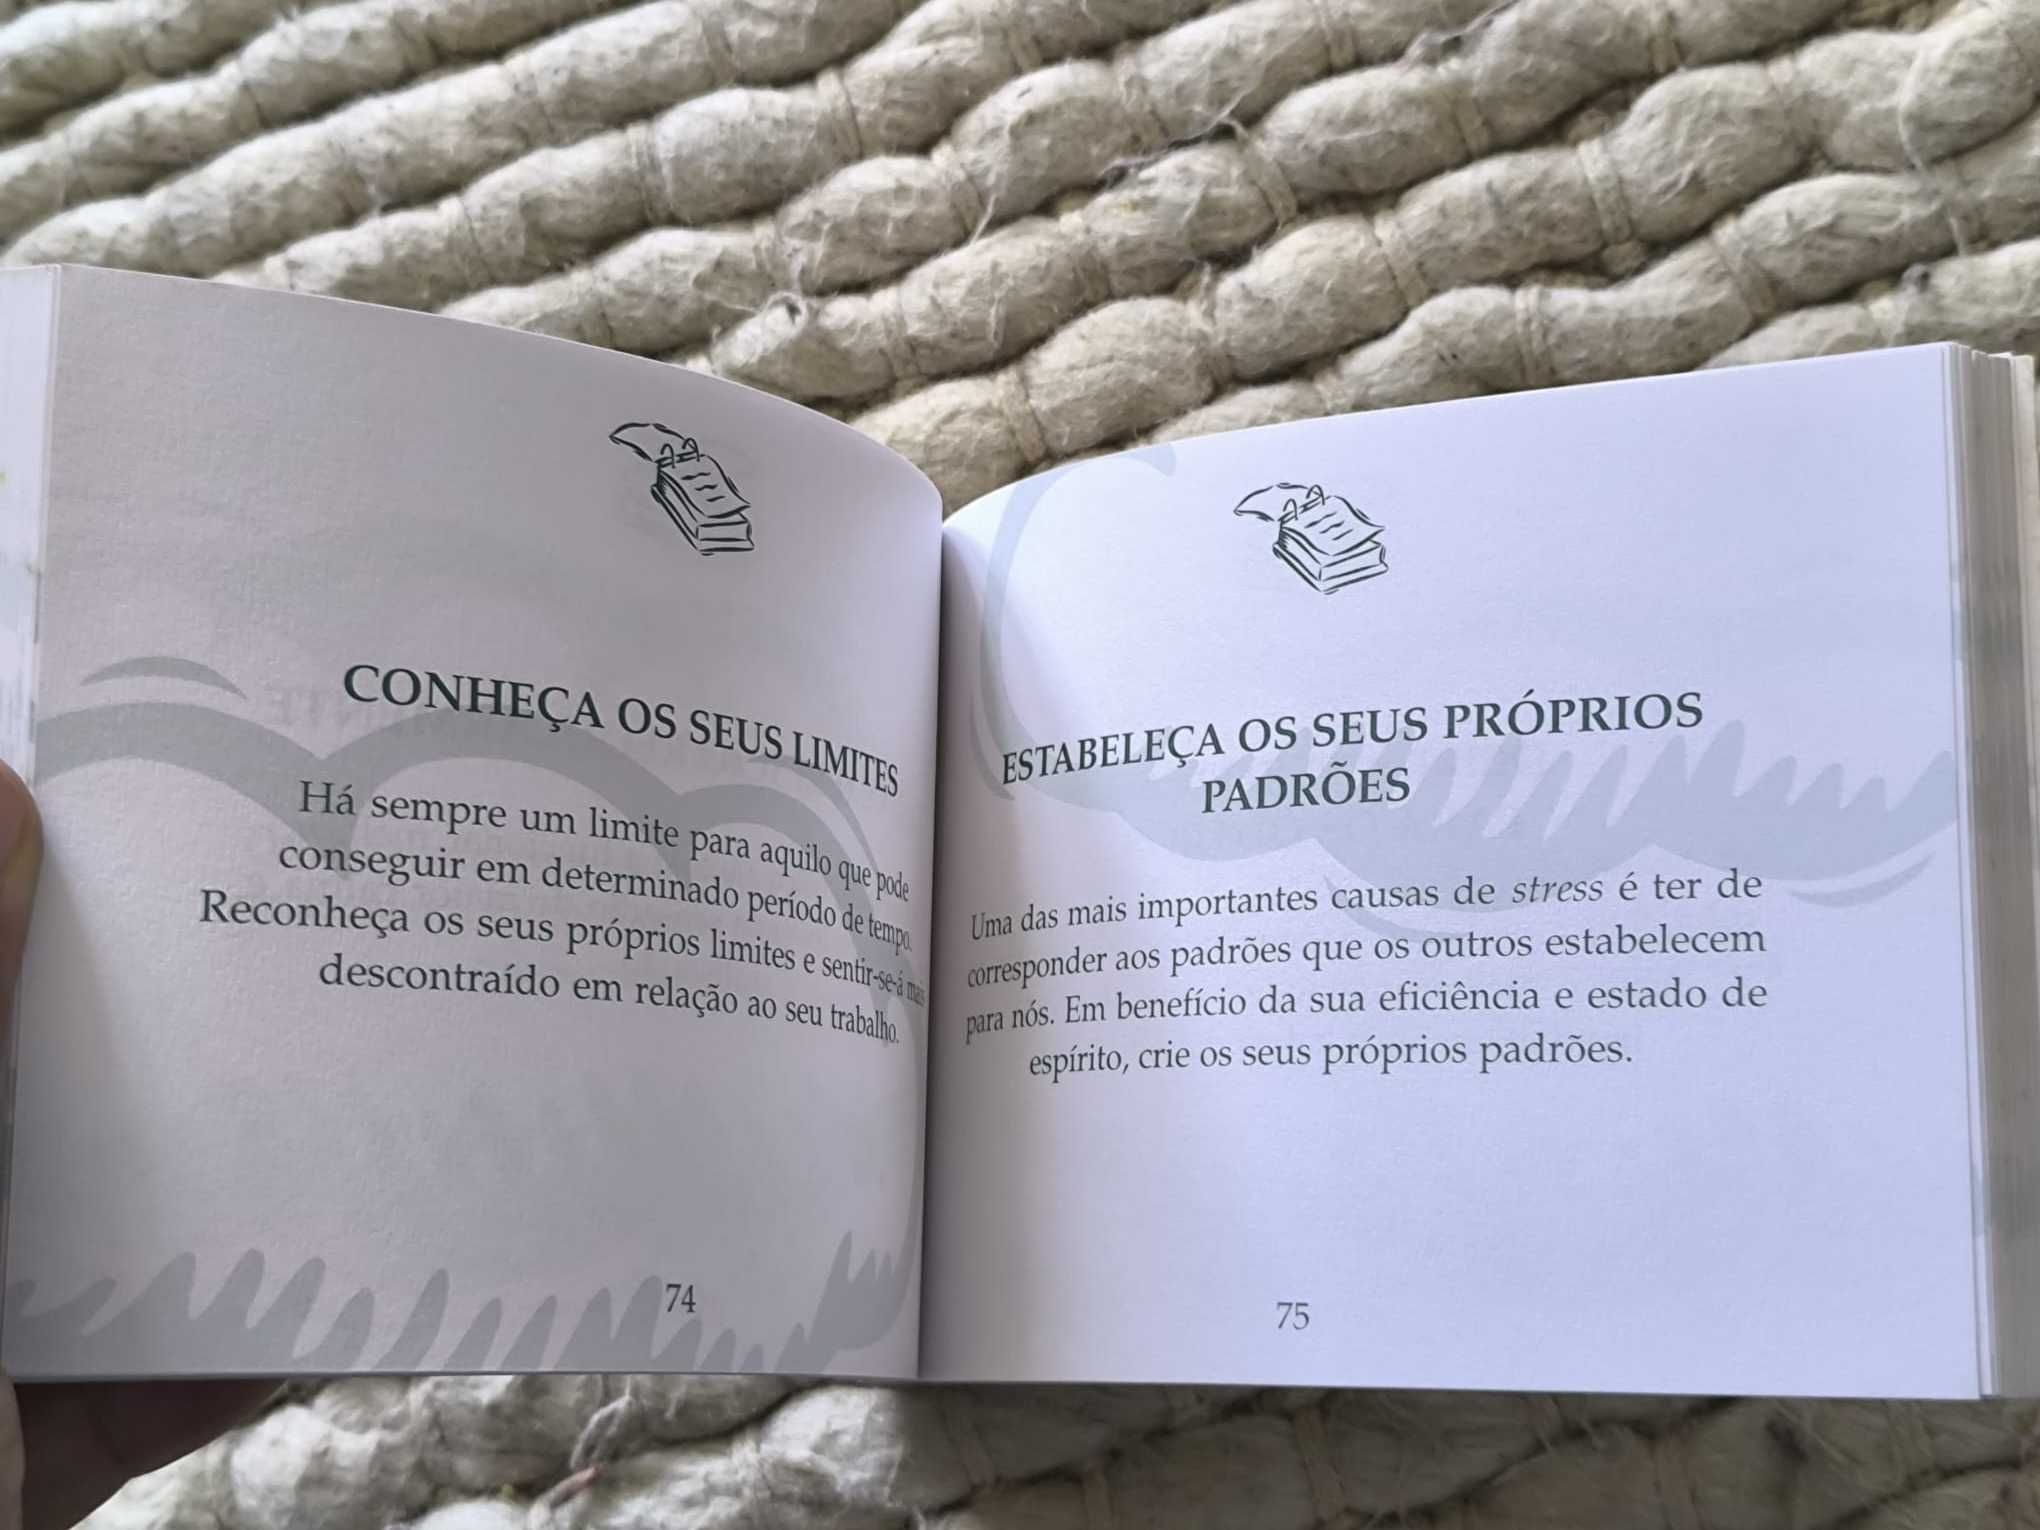 CONHEÇA OS SEUS LIMITES
Há sempre um limite para aquilo que pode
conseguir em determinado período de tempo.
Reconheça os seus próprios limites e sentir-se-á mais
descontraído em relação ao seu trabalho.
74
ESTABELEÇA OS SEUS PRÓPRIOS
PADRÕES
Uma das mais importantes causas de stress é ter de
corresponder aos padrões que os outros estabelecem
para nós. Em benefício da sua eficiência e estado de
espírito, crie os seus próprios padrões.
75